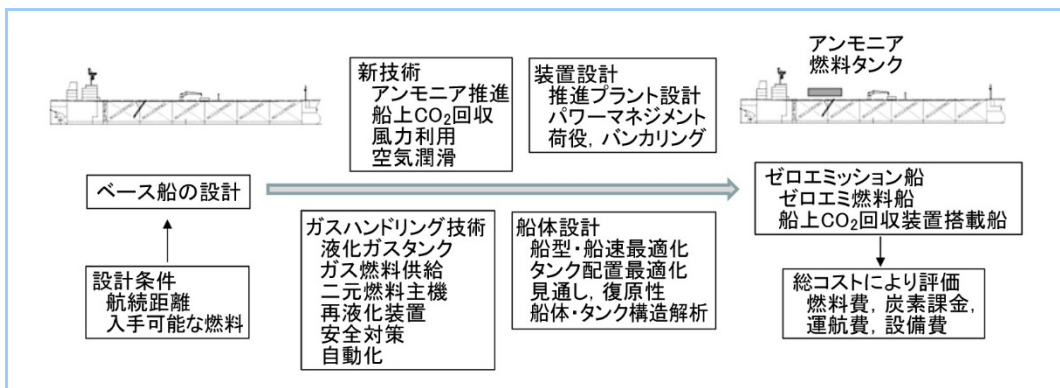 新技術
アンモニア推進
船上CO₂回収
風力利用
空気潤滑
装置設計
推進プラント設計
パワーマネジメント
荷役, バンカリング
アンモニア
燃料タンク
ベース船の設計
設計条件
航続距離
入手可能な燃料
ガスハンドリング技術
液化ガスタンク
ガス燃料供給
二元燃料主機
再液化装置
安全対策
自動化
船体設計
船型・船速最適化
タンク配置最適化
見通し, 復原性
船体・タンク構造解析
ゼロエミッション船
ゼロエミ燃料船
船上CO₂回収装置搭載船
総コストにより評価
燃料費, 炭素課金,
運航費, 設備費